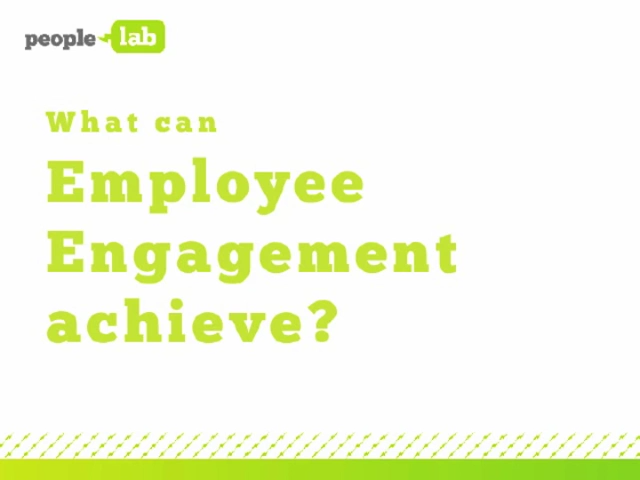 people lab
What can
Employee
Engagement
achieve?